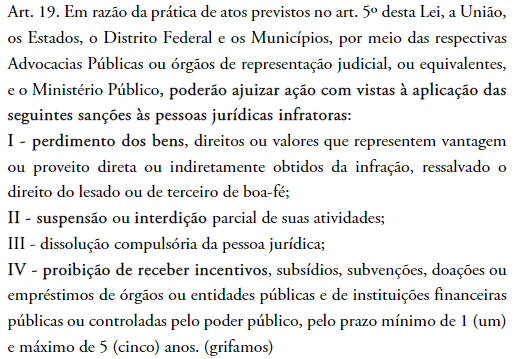 Art. 19. Em razão da prática de atos previstos no art. 5º desta Lei, a União,
os Estados, o Distrito Federal e os Municípios, por meio das respectivas
Advocacias Públicas ou órgãos de representação judicial, ou equivalentes,
e o Ministério Público, poderão ajuizar ação com vistas à aplicação das
seguintes sanções às pessoas jurídicas infratoras:
I - perdimento dos bens, direitos ou valores que representem vantagem
ou proveito direta ou indiretamente obtidos da infração, ressalvado o
direito do lesado ou de terceiro de boa-fé;
II - suspensão ou interdição parcial de suas atividades;
III - dissolução compulsória da pessoa jurídica;
IV - proibição de receber incentivos, subsídios, subvenções, doações ou
empréstimos de órgãos ou entidades públicas e de instituições financeiras
públicas ou controladas pelo poder público, pelo prazo mínimo de 1 (um)
e máximo de 5 (cinco) anos. (grifamos)